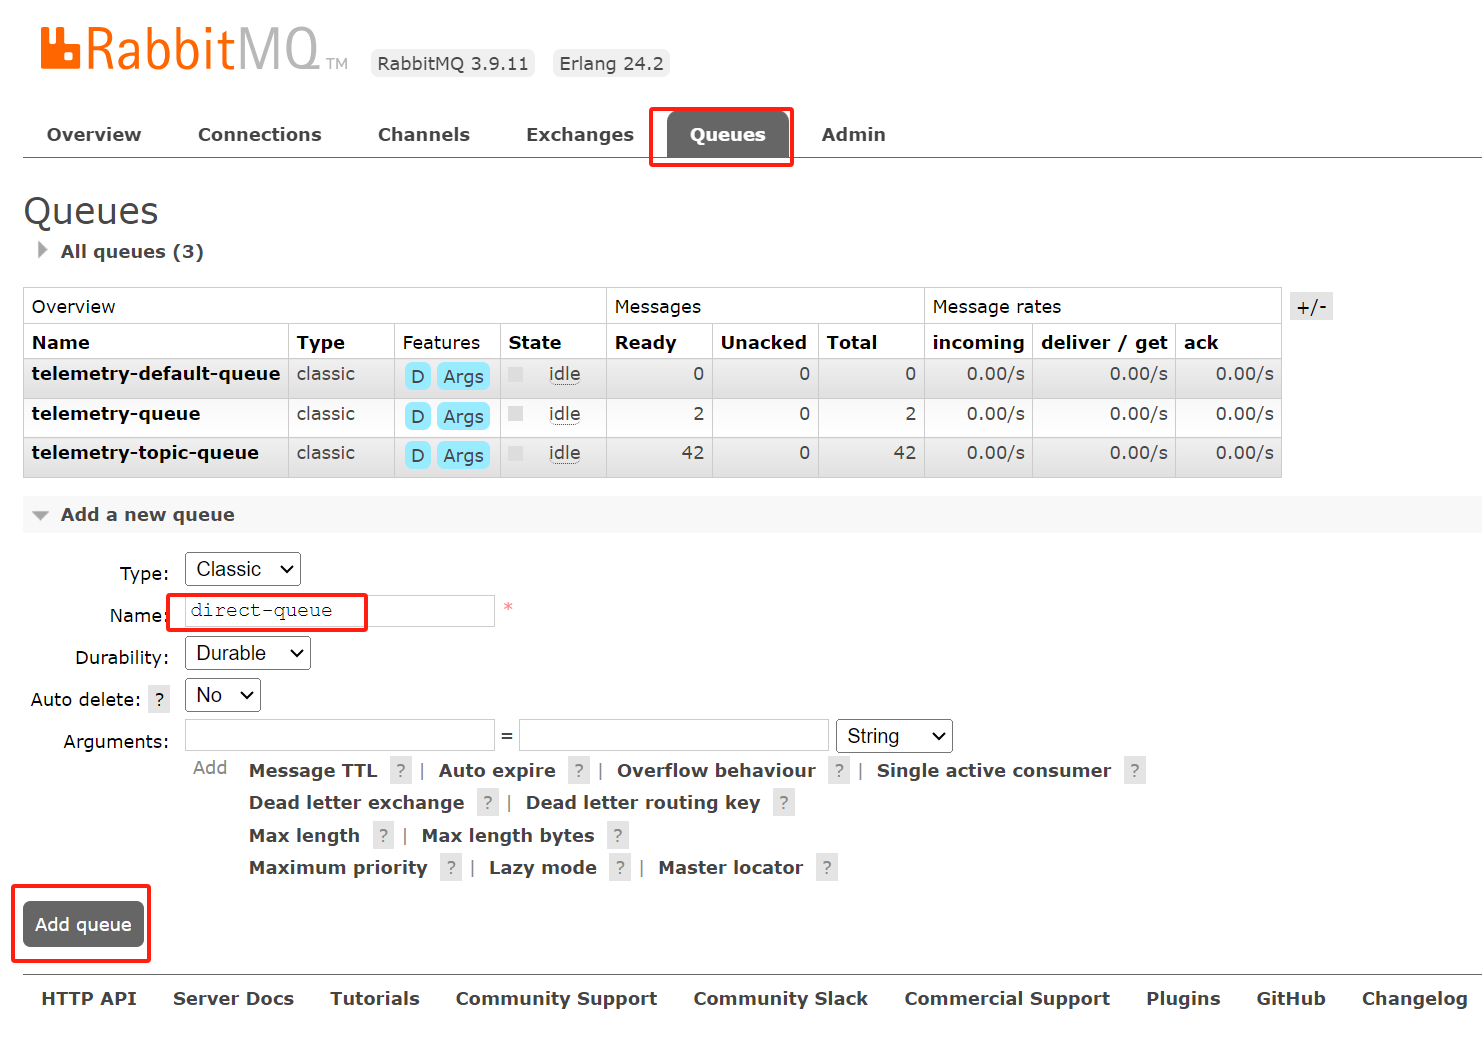 RabbitMQ TM RabbitMQ 3.9.11 Erlang 24.2
Overview Connections Channels Exchanges Queues Admin
Queues
All queues (3)
Overview Messages Message rates +/-
Name Type Features State Ready Unacked Total incoming deliver / get ack
telemetry-default-queue classic D Args idle 0 0 0 0.00/s 0.00/s 0.00/s
telemetry-queue classic D Args idle 2 0 2 0.00/s 0.00/s 0.00/s
telemetry-topic-queue classic D Args idle 42 0 42 0.00/s 0.00/s 0.00/s
Add a new queue
Type: Classic
Name: direct-queue *
Durability: Durable
Auto delete: ? No
Arguments: = String
Add Message TTL ? | Auto expire ? | Overflow behaviour ? | Single active consumer ?
Dead letter exchange ? | Dead letter routing key ?
Max length ? | Max length bytes ?
Maximum priority ? | Lazy mode ? | Master locator ?
Add queue
HTTP API Server Docs Tutorials Community Support Community Slack Commercial Support Plugins GitHub Changelog